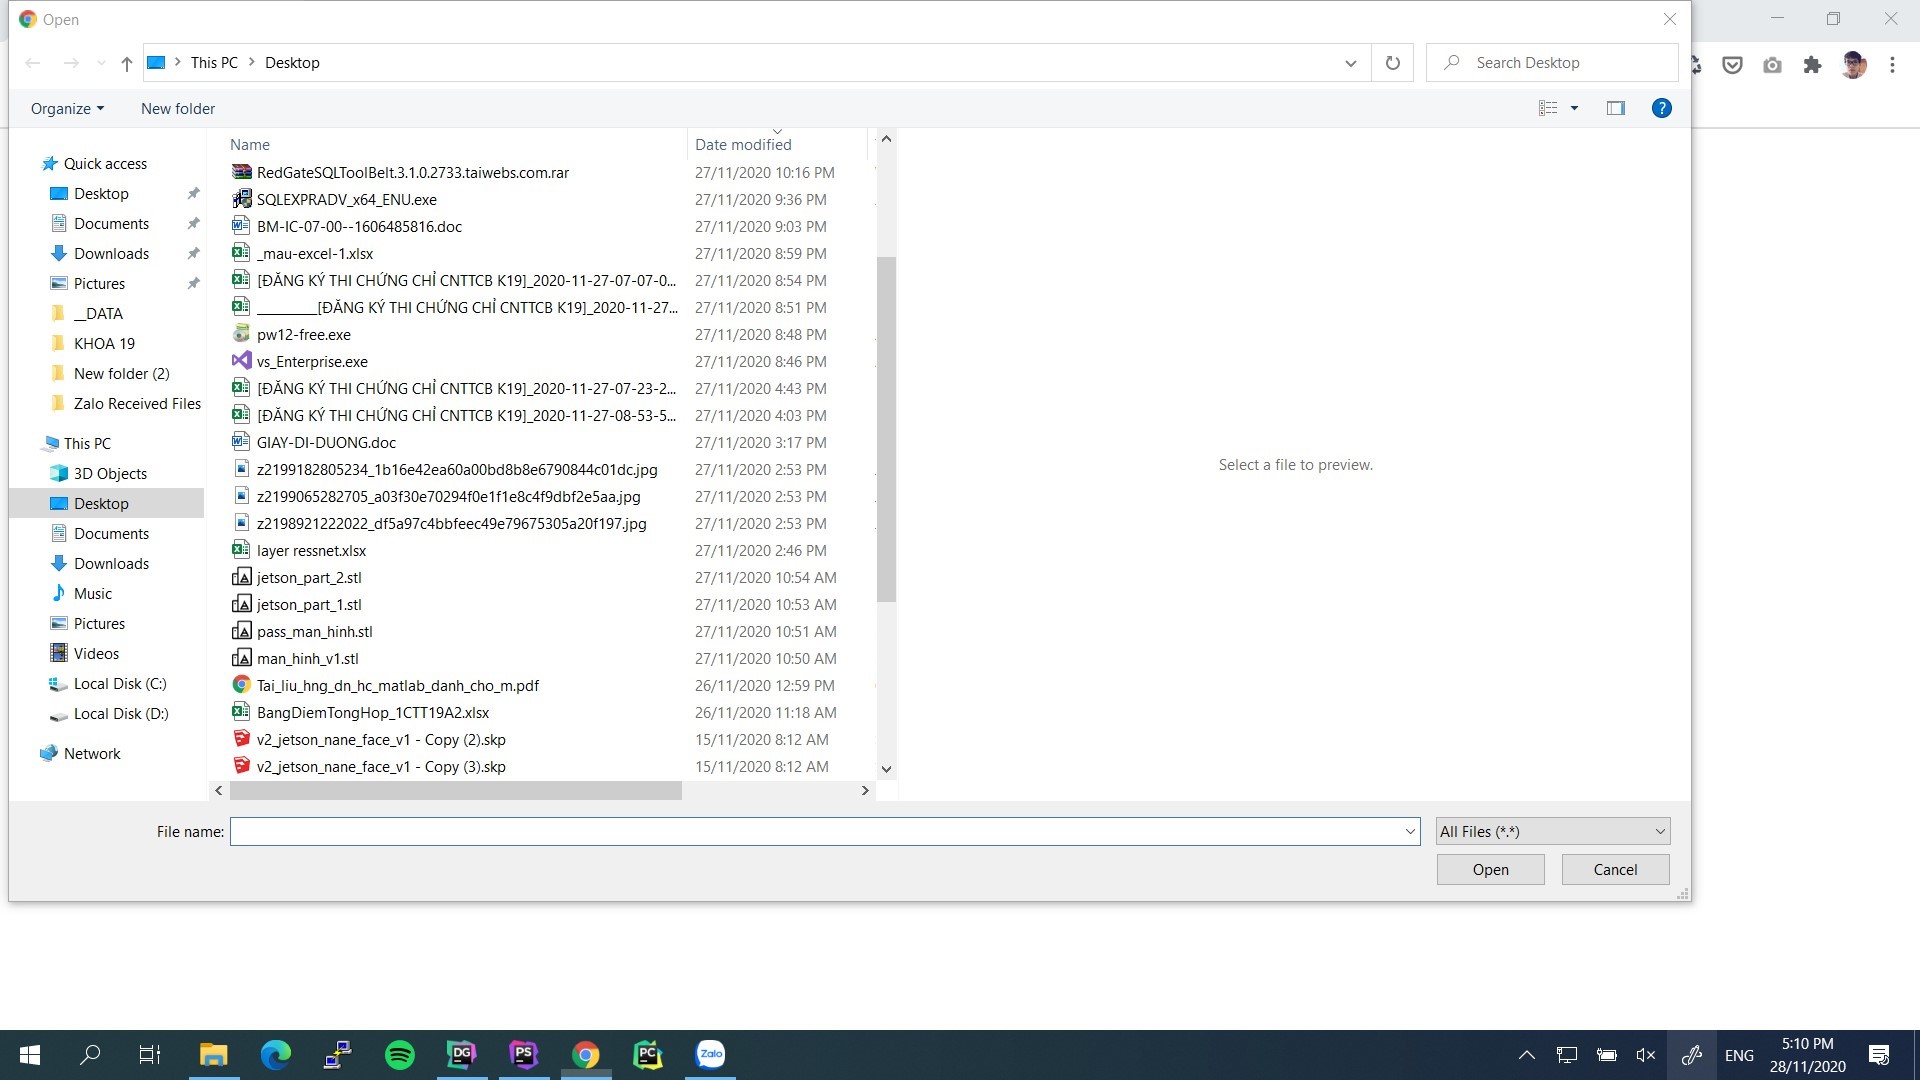 Open
This PC
Desktop
Search Desktop
Organize
New folder
?
Name
Date modified
Quick access
Desktop
Documents
Downloads
Pictures
__DATA
KHOA 19
New folder (2)
Zalo Received Files
This PC
3D Objects
Desktop
Documents
Downloads
Music
Pictures
Videos
Local Disk (C:)
Local Disk (D:)
Network
RedGateSQLToolBelt.3.1.0.2733.taiwebs.com.rar 27/11/2020 10:16 PM
SQLEXPRADV_x64_ENU.exe 27/11/2020 9:36 PM
BM-IC-07-00--1606485816.doc 27/11/2020 9:03 PM
_mau-excel-1.xlsx 27/11/2020 8:59 PM
[ĐĂNG KÝ THI CHỨNG CHỈ CNTTCB K19]_2020-11-27-07-07-0... 27/11/2020 8:54 PM
_________[ĐĂNG KÝ THI CHỨNG CHỈ CNTTCB K19]_2020-11-27... 27/11/2020 8:51 PM
pw12-free.exe 27/11/2020 8:48 PM
vs_Enterprise.exe 27/11/2020 8:46 PM
[ĐĂNG KÝ THI CHỨNG CHỈ CNTTCB K19]_2020-11-27-07-23-2... 27/11/2020 4:43 PM
[ĐĂNG KÝ THI CHỨNG CHỈ CNTTCB K19]_2020-11-27-08-53-5... 27/11/2020 4:03 PM
GIAY-DI-DUONG.doc 27/11/2020 3:17 PM
z2199182805234_1b16e42ea60a00bd8b8e6790844c01dc.jpg 27/11/2020 2:53 PM
z2199065282705_a03f30e70294f0e1f1e8c4f9dbf2e5aa.jpg 27/11/2020 2:53 PM
z2198921222022_df5a97c4bbfeec49e79675305a20f197.jpg 27/11/2020 2:53 PM
layer ressnet.xlsx 27/11/2020 2:46 PM
jetson_part_2.stl 27/11/2020 10:54 AM
jetson_part_1.stl 27/11/2020 10:53 AM
pass_man_hinh.stl 27/11/2020 10:51 AM
man_hinh_v1.stl 27/11/2020 10:50 AM
Tai_liu_hng_dn_hc_matlab_danh_cho_m.pdf 26/11/2020 12:59 PM
BangDiemTongHop_1CTT19A2.xlsx 26/11/2020 11:18 AM
v2_jetson_nane_face_v1 - Copy (2).skp 15/11/2020 8:12 AM
v2_jetson_nane_face_v1 - Copy (3).skp 15/11/2020 8:12 AM
Select a file to preview.
File name:
All Files (*.*)
Open
Cancel
DG
PS
PC
Zalo
ENG
5:10 PM
28/11/2020